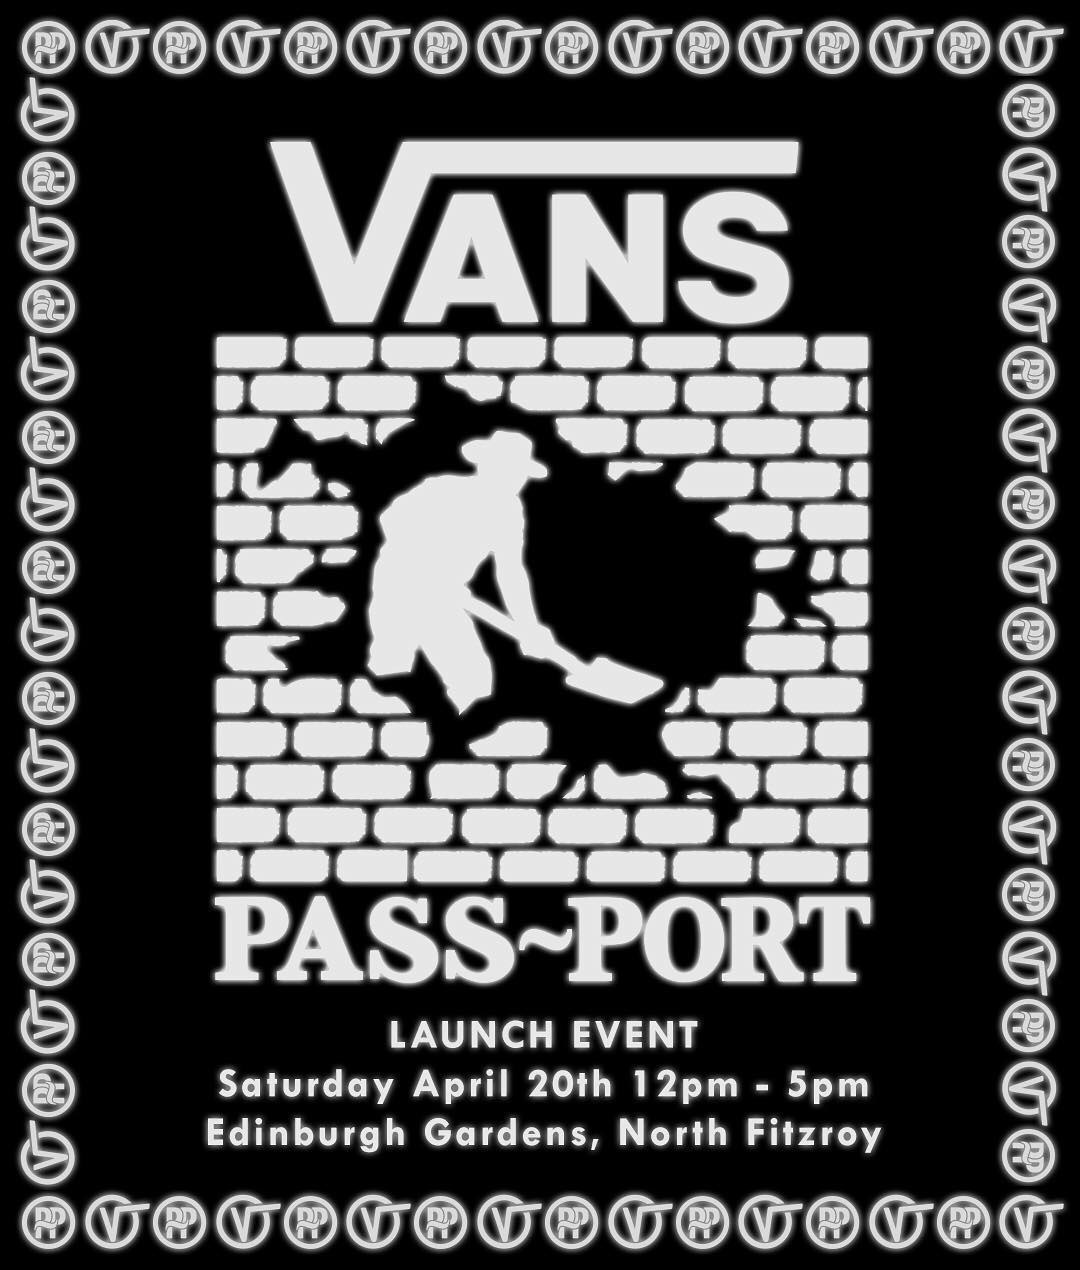 VANS
PASS~PORT
LAUNCH EVENT
Saturday April 20th 12pm - 5pm
Edinburgh Gardens, North Fitzroy